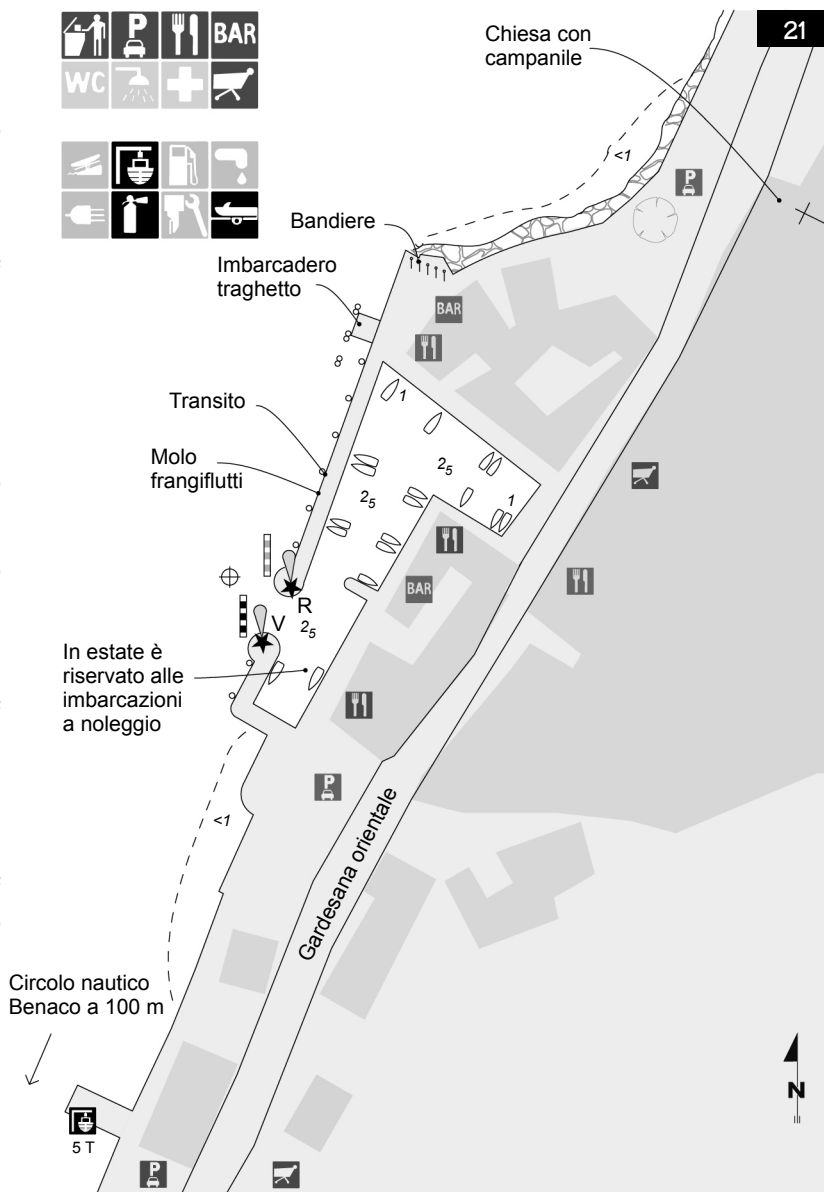 21
P
BAR
WC
Chiesa con
campanile
<1
P
Bandiere
Imbarcadero
traghetto
BAR
Transito
1
Molo
frangiflutti
2₅
2₅
1
BAR
R
V
2₅
In estate è
riservato alle
imbarcazioni
a noleggio
P
<1
Gardesana orientale
Circolo nautico
Benaco a 100 m
N
5 T
P